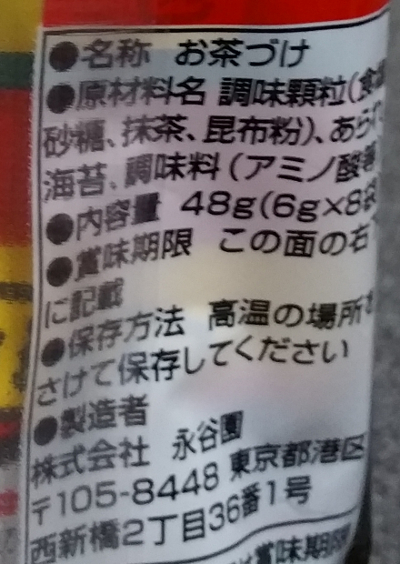 ●名称 お茶づけ
●原材料名 調味顆粒(食塩
砂糖、抹茶、昆布粉)、あられ
海苔、調味料(アミノ酸等
●内容量 48g(6g×8袋
●賞味期限 この面の右
に記載
●保存方法 高温の場所を
さけて保存してください
●製造者
株式会社 永谷園
〒105-8448 東京都港区
西新橋2丁目36番1号
賞味期限